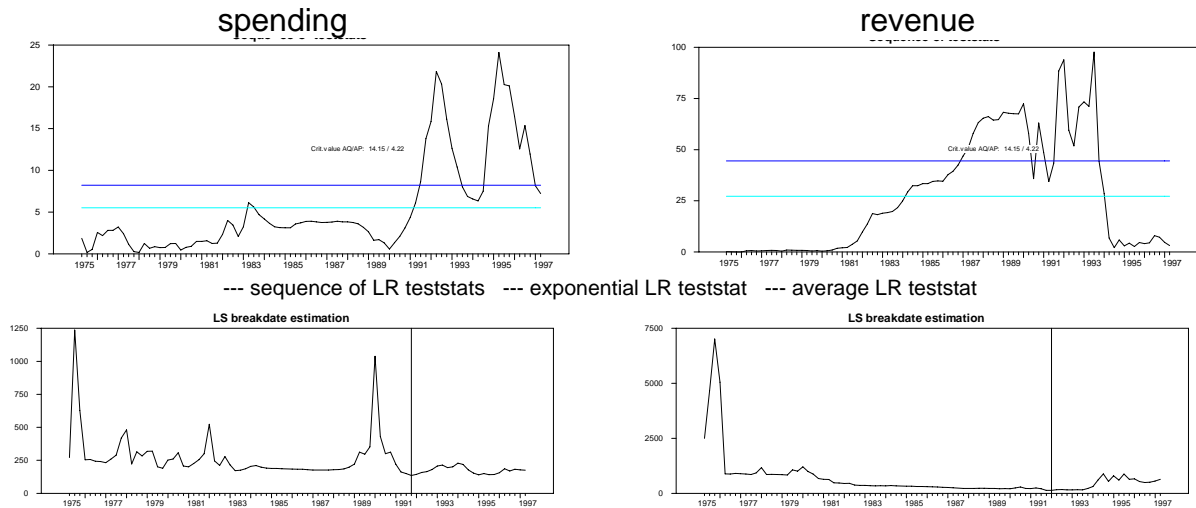 spending
revenue
25
20
15
10
5
0
Crit.value AQ/AP: 14.15 / 4.22
1975 1977 1979 1981 1983 1985 1987 1989 1991 1993 1995 1997
100
75
50
25
0
Crit.value AQ/AP: 14.15 / 4.22
1975 1977 1979 1981 1983 1985 1987 1989 1991 1993 1995 1997
--- sequence of LR teststats --- exponential LR teststat --- average LR teststat
LS breakdate estimation
1250
1000
750
500
250
0
1975 1977 1979 1981 1983 1985 1987 1989 1991 1993 1995 1997
LS breakdate estimation
7500
5000
2500
0
1975 1977 1979 1981 1983 1985 1987 1989 1991 1993 1995 1997